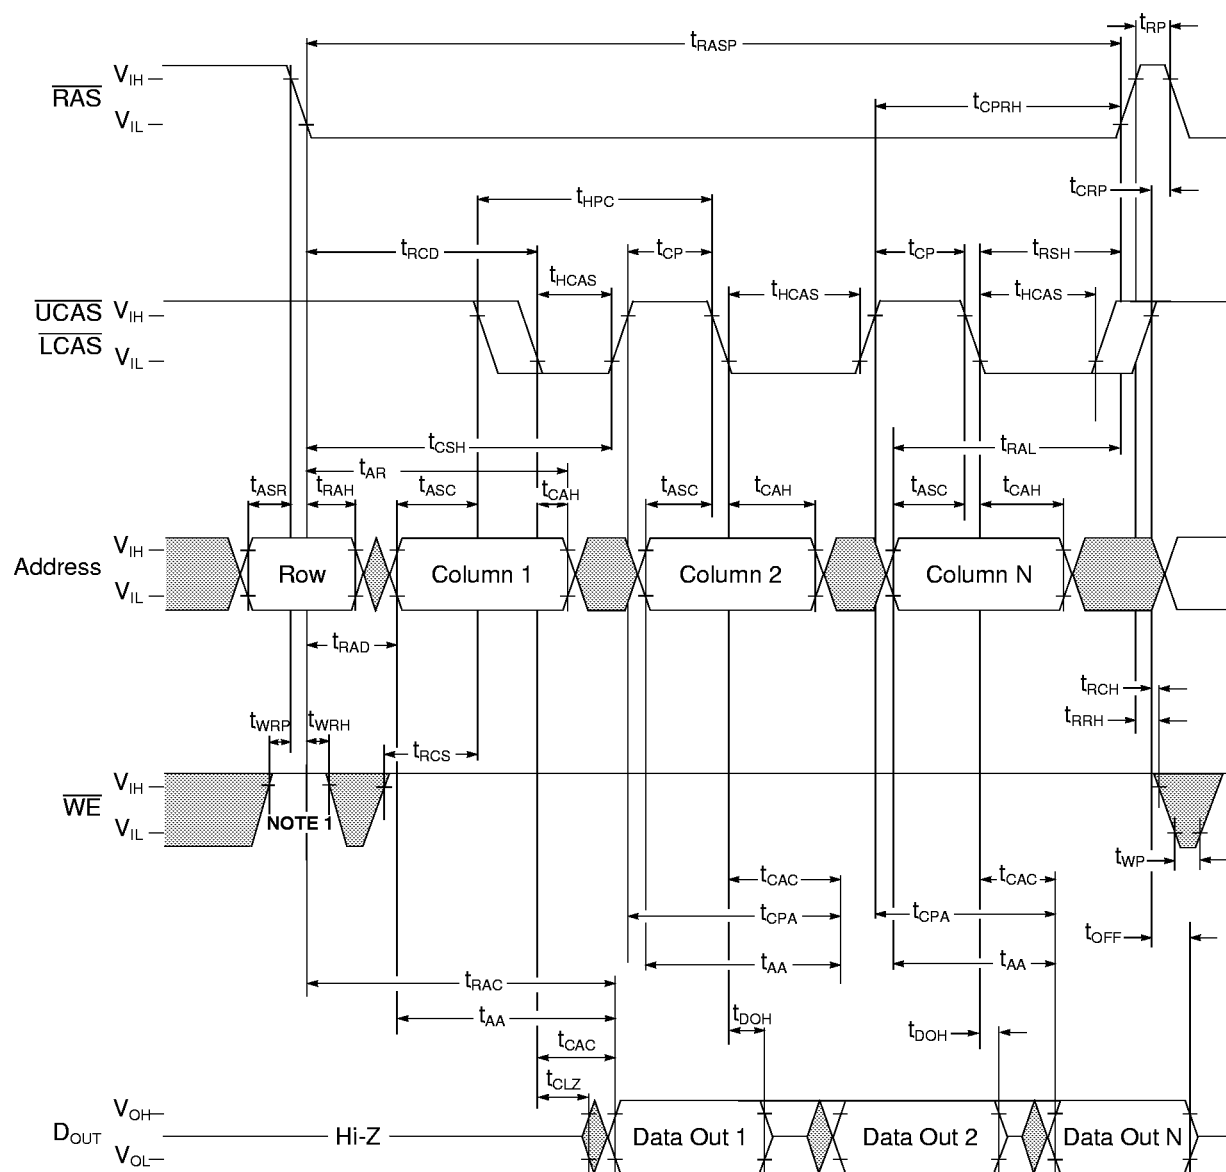 tRP
tRASP
VIH
RAS
VIL
tCPRH
tCRP
tHPC
tRCD
tCP
tCP
tRSH
tHCAS
tHCAS
tHCAS
UCAS VIH
LCAS
VIL
tCSH
tRAL
tAR
tASR
tRAH
tASC
tCAH
tASC
tCAH
tASC
tCAH
VIH
Address
Row
Column 1
Column 2
Column N
VIL
tRAD
tRCH
tRRH
tWRP
tWRH
tRCS
VIH
WE
NOTE 1
VIL
tWP
tCAC
tCAC
tCPA
tCPA
tOFF
tAA
tAA
tRAC
tAA
tDOH
tDOH
tCAC
tCLZ
VOH
DOUT
Hi-Z
Data Out 1
Data Out 2
Data Out N
VOL